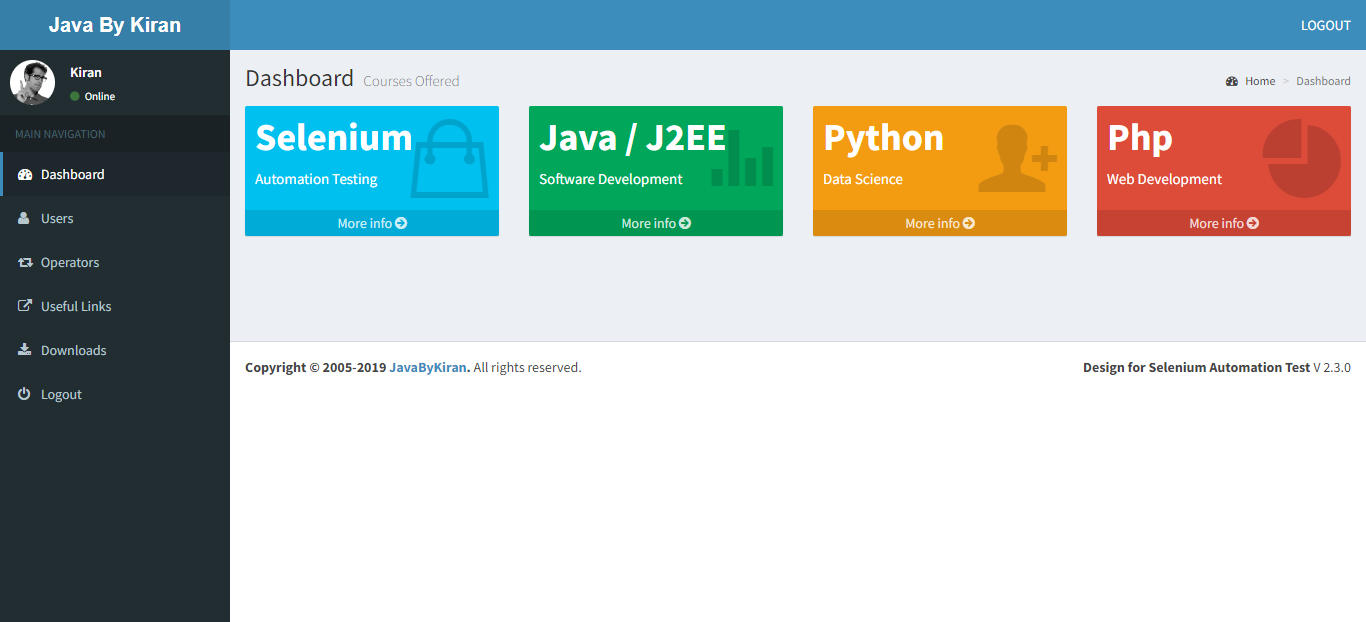 Java By Kiran
LOGOUT
Kiran
Online
MAIN NAVIGATION
Dashboard
Users
Operators
Useful Links
Downloads
Logout
Dashboard Courses Offered
Home > Dashboard
Selenium
Automation Testing
More info
Java / J2EE
Software Development
More info
Python
Data Science
More info
Php
Web Development
More info
Copyright © 2005-2019 JavaByKiran. All rights reserved.
Design for Selenium Automation Test V 2.3.0